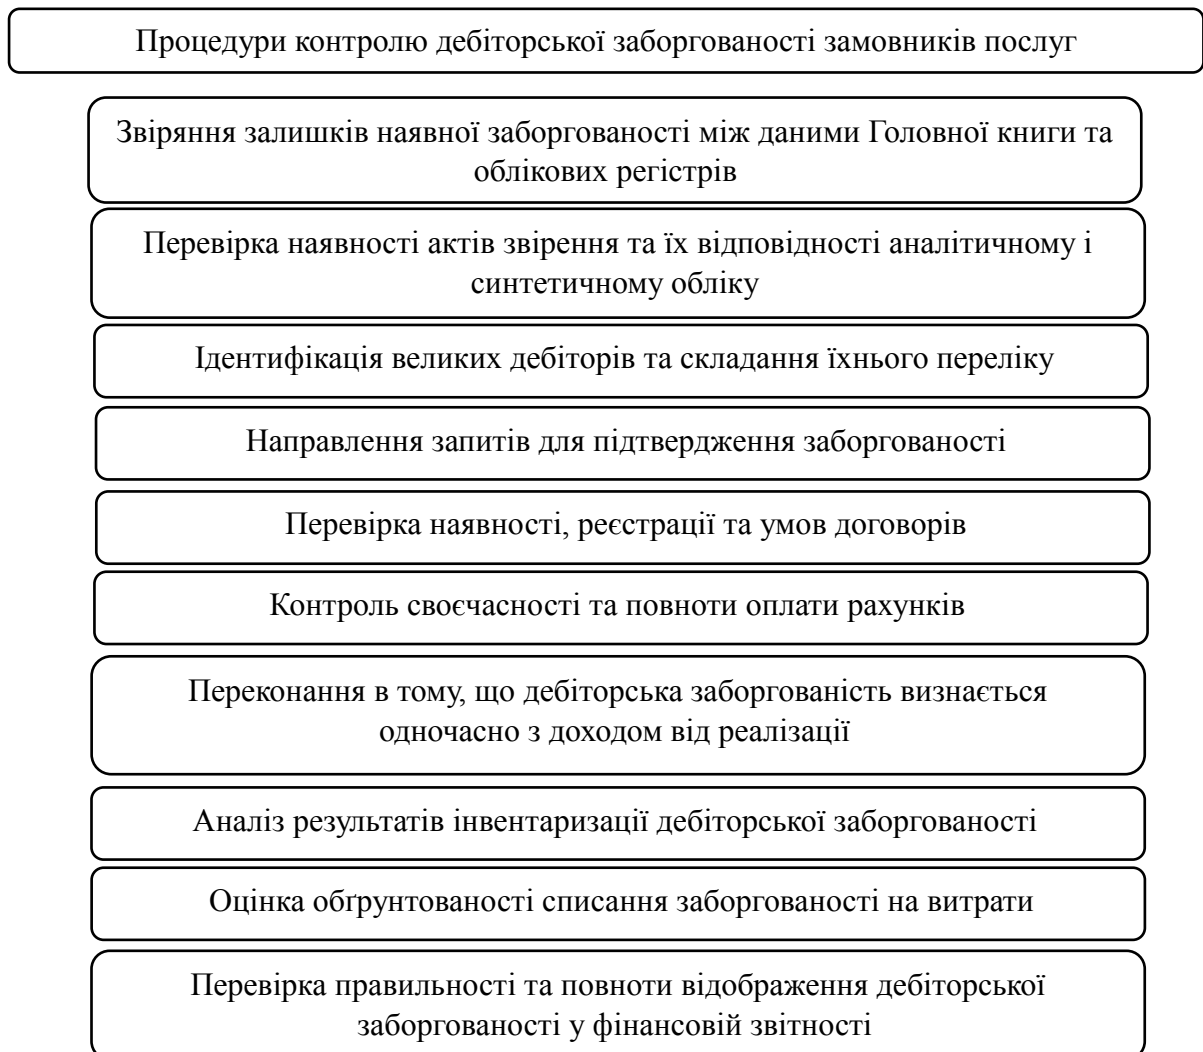 Процедури контролю дебіторської заборгованості замовників послуг
Звіряння залишків наявної заборгованості між даними Головної книги та
облікових регістрів
Перевірка наявності актів звірення та їх відповідності аналітичному і
синтетичному обліку
Ідентифікація великих дебіторів та складання їхнього переліку
Направлення запитів для підтвердження заборгованості
Перевірка наявності, реєстрації та умов договорів
Контроль своєчасності та повноти оплати рахунків
Переконання в тому, що дебіторська заборгованість визнається
одночасно з доходом від реалізації
Аналіз результатів інвентаризації дебіторської заборгованості
Оцінка обґрунтованості списання заборгованості на витрати
Перевірка правильності та повноти відображення дебіторської
заборгованості у фінансовій звітності